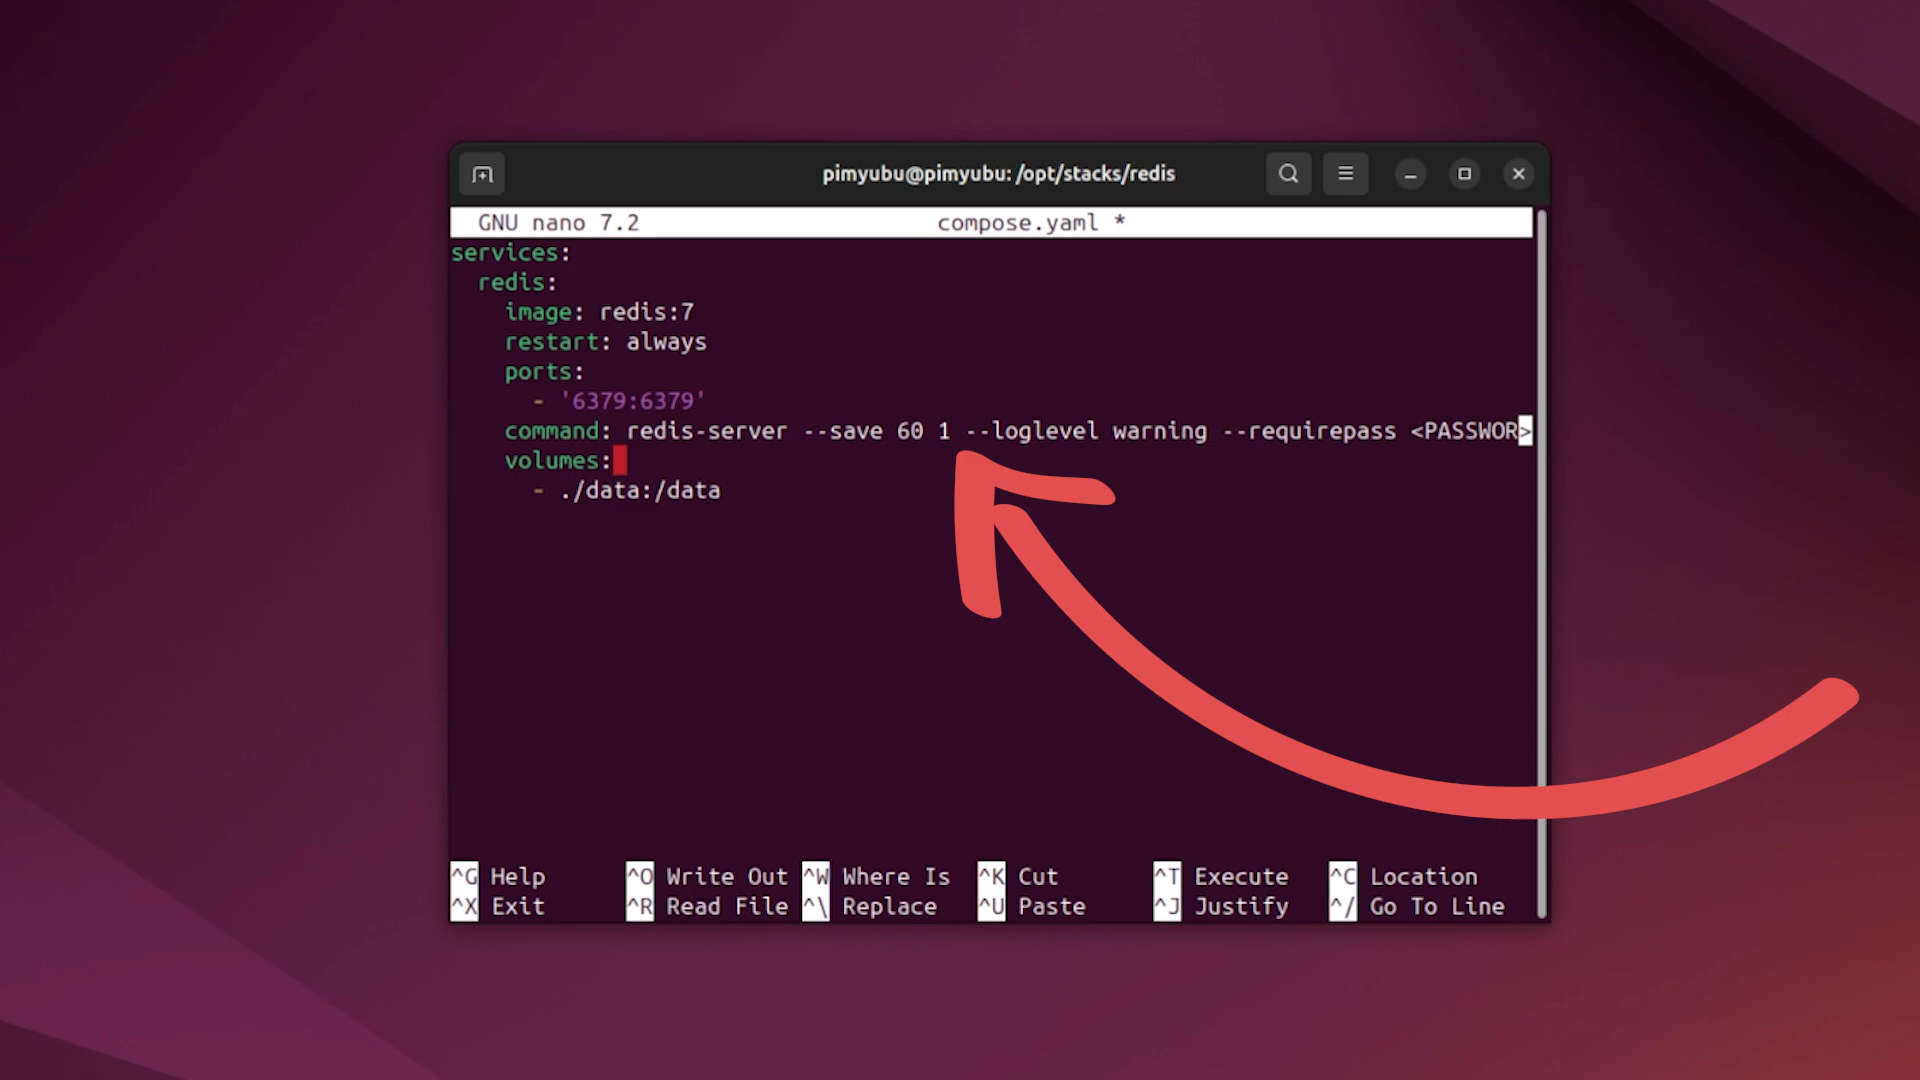 pimyubu@pimyubu: /opt/stacks/redis
GNU nano 7.2 compose.yaml *
services:
redis:
image: redis:7
restart: always
ports:
- '6379:6379'
command: redis-server --save 60 1 --loglevel warning --requirepass <PASSWOR>
volumes:
- ./data:/data
^G Help ^O Write Out ^W Where Is ^K Cut ^T Execute ^C Location
^X Exit ^R Read File ^\ Replace ^U Paste ^J Justify ^/ Go To Line